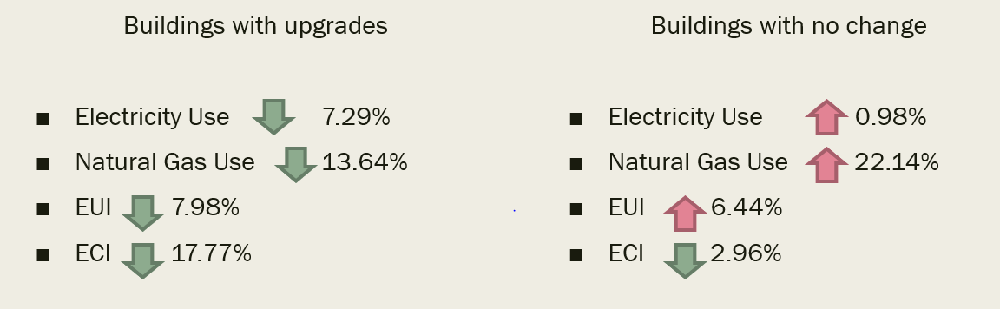 Buildings with upgrades
■ Electricity Use 7.29%
■ Natural Gas Use 13.64%
■ EUI 7.98%
■ ECI 17.77%
Buildings with no change
■ Electricity Use 0.98%
■ Natural Gas Use 22.14%
■ EUI 6.44%
■ ECI 2.96%